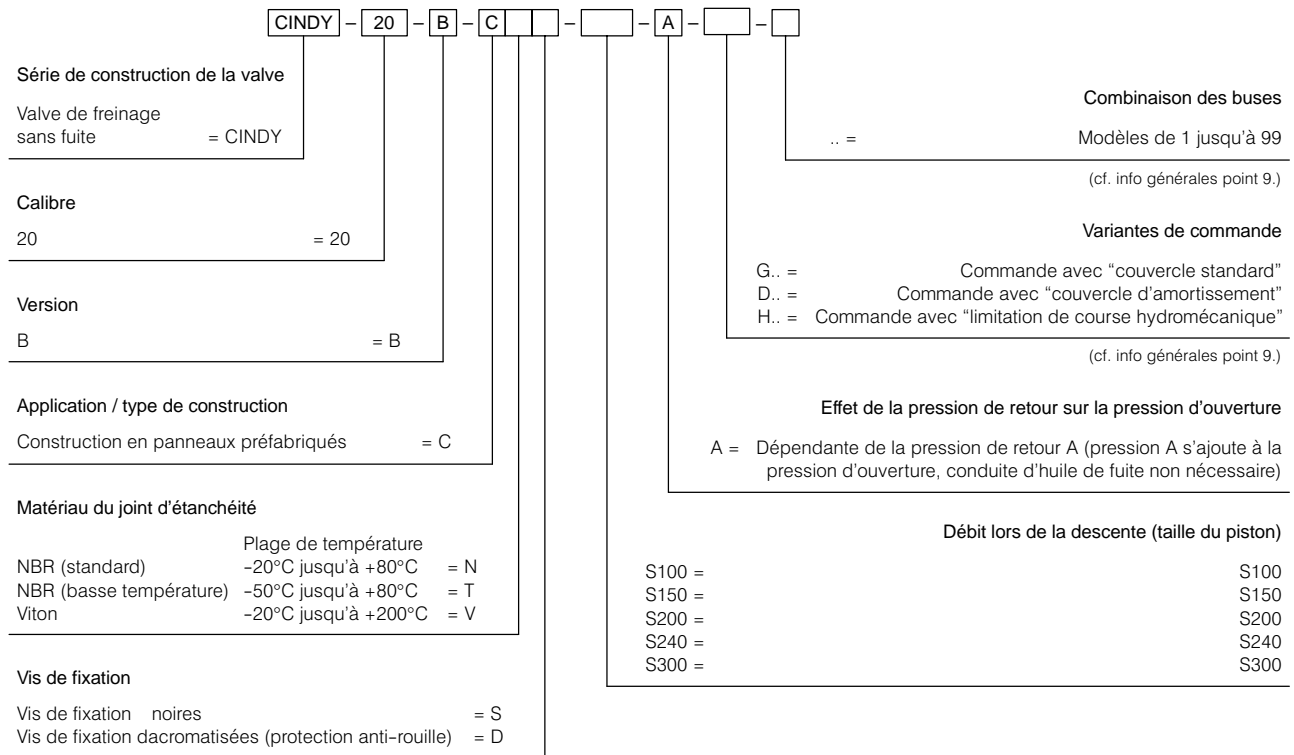 CINDY – 20 – B – C – – A – –
Série de construction de la valve
Valve de freinage
sans fuite = CINDY
Calibre
20 = 20
Version
B = B
Application / type de construction
Construction en panneaux préfabriqués = C
Matériau du joint d'étanchéité
Plage de température
NBR (standard) -20°C jusqu'à +80°C = N
NBR (basse température) -50°C jusqu'à +80°C = T
Viton -20°C jusqu'à +200°C = V
Vis de fixation
Vis de fixation noires = S
Vis de fixation dacromatisées (protection anti-rouille) = D
Combinaison des buses
.. = Modèles de 1 jusqu'à 99
(cf. info générales point 9.)
Variantes de commande
G.. = Commande avec “couvercle standard”
D.. = Commande avec “couvercle d'amortissement”
H.. = Commande avec “limitation de course hydromécanique”
(cf. info générales point 9.)
Effet de la pression de retour sur la pression d'ouverture
A = Dépendante de la pression de retour A (pression A s'ajoute à la
pression d'ouverture, conduite d'huile de fuite non nécessaire)
Débit lors de la descente (taille du piston)
S100 = S100
S150 = S150
S200 = S200
S240 = S240
S300 = S300